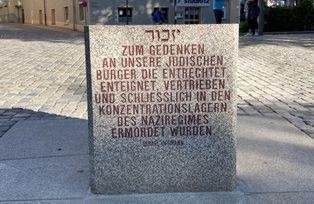 יזכור
ZUM GEDENKEN
AN UNSERE JÜDISCHEN
BÜRGER DIE ENTRECHTET,
ENTEIGNET, VERTRIEBEN,
UND SCHLIESSLICH IN DEN
KONZENTRATIONSLAGERN
DES NAZIREGIMES
ERMORDET WURDEN.